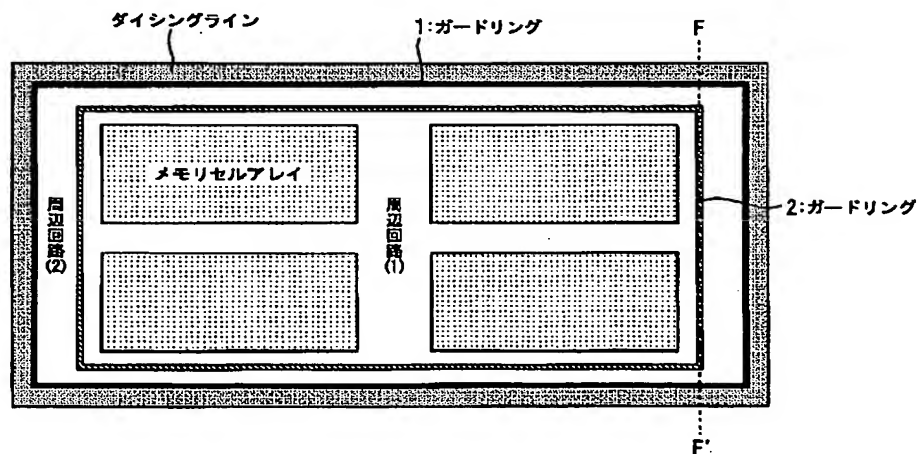 ダイシングライン
1:ガードリング
F
メモリセルアレイ
周辺回路(2)
周辺回路(1)
2:ガードリング
F'